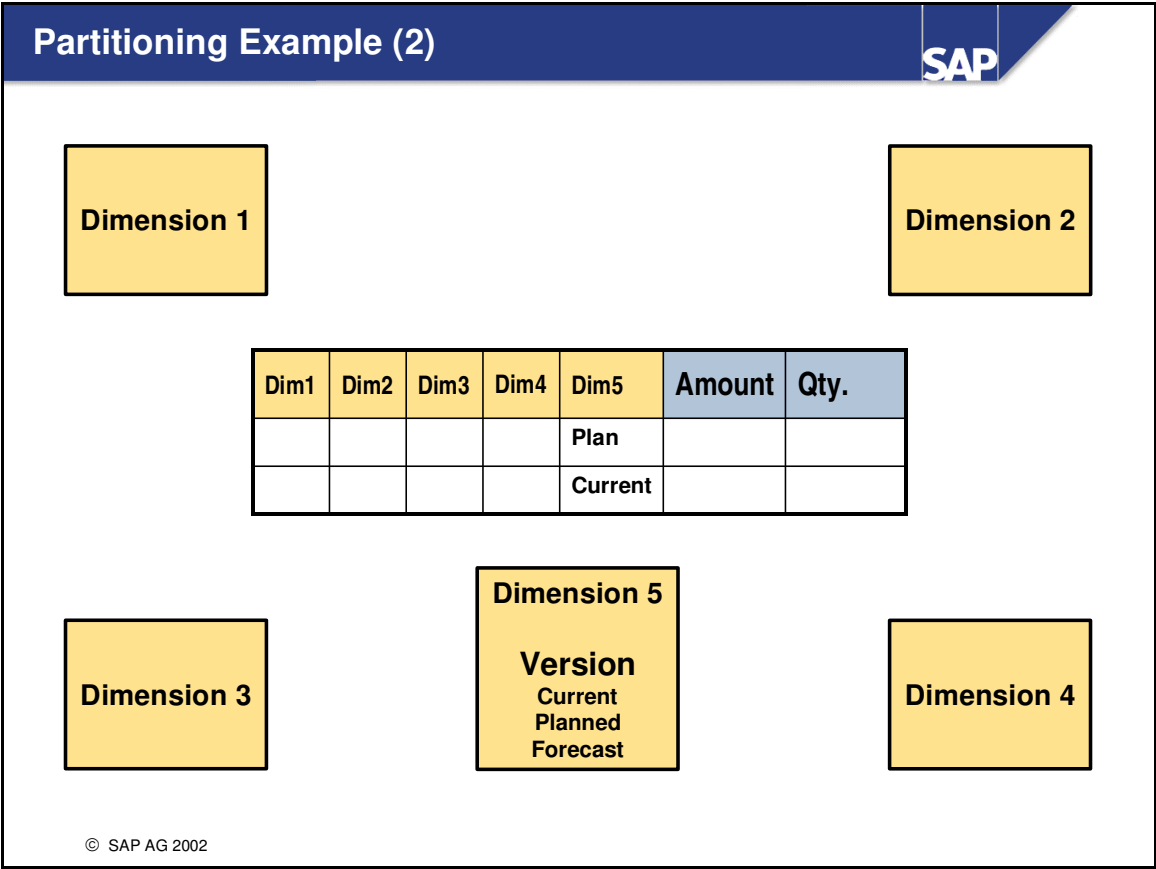 Partitioning Example (2)
SAP
Dimension 1
Dimension 2
Dim1 Dim2 Dim3 Dim4 Dim5 Amount Qty.
Plan
Current
Dimension 5
Version
Current
Planned
Forecast
Dimension 3
Dimension 4
© SAP AG 2002